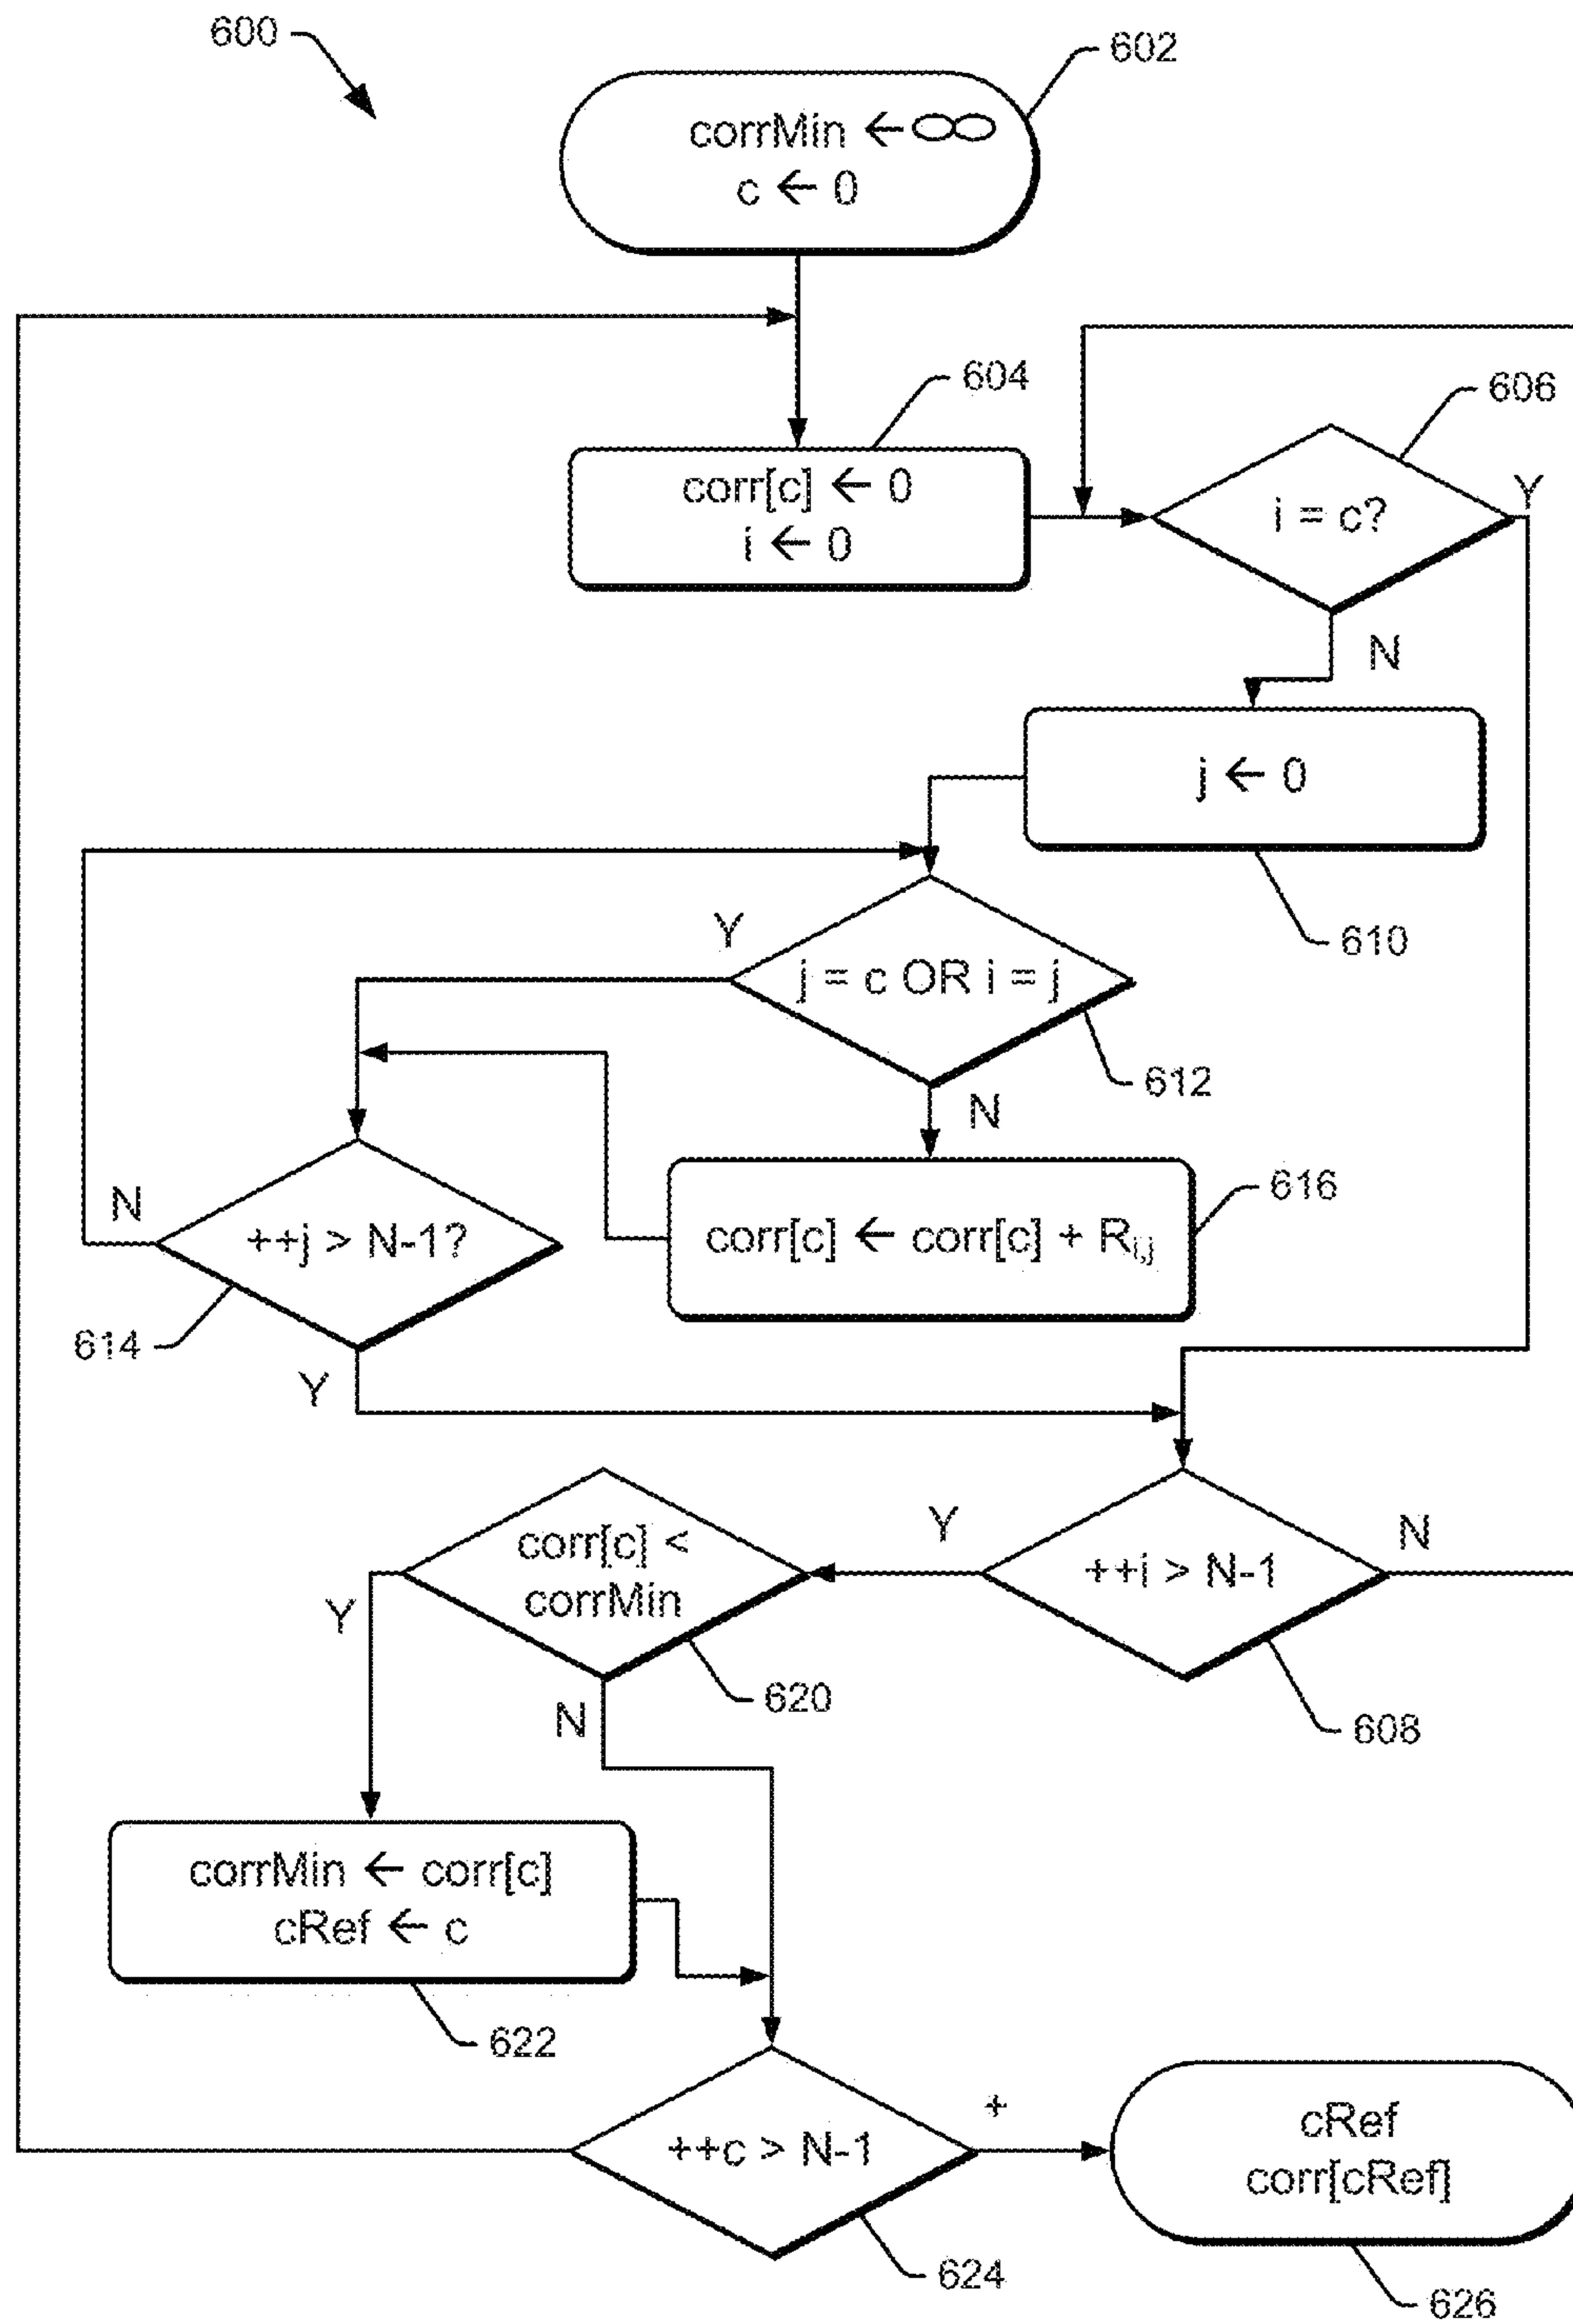 600
602
corrMin ← ∞
c ← 0
604
606
corr[c] ← 0
i ← 0
i = c?
Y
N
j ← 0
610
Y
j = c OR i = j
612
N
N
616
++j > N-1?
corr[c] ← corr[c] + Ri,j
614
Y
corr[c] <
corrMin
Y
++i > N-1
N
Y
620
N
608
corrMin ← corr[c]
cRef ← c
622
+
cRef
corr[cRef]
++c > N-1
624
626